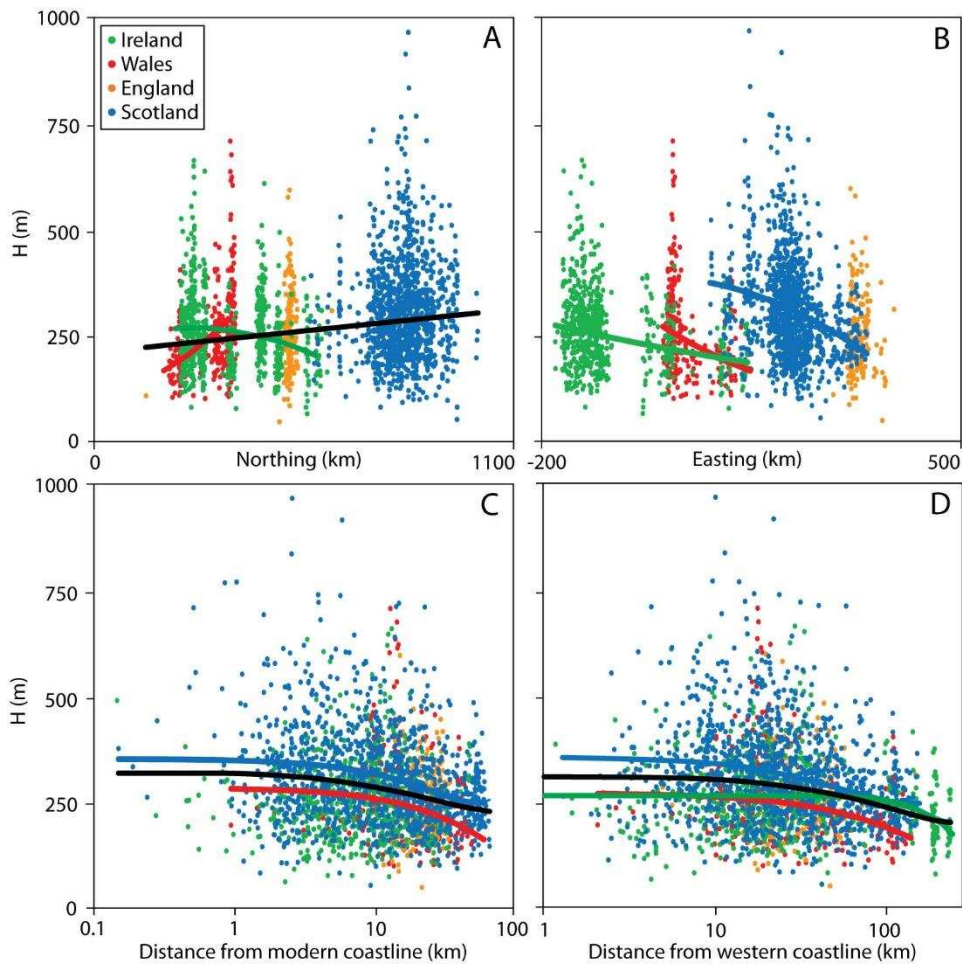 1000
A
B
Ireland
Wales
England
Scotland
750
H (m)
500
250
0
0
Northing (km)
1100
-200
Easting (km)
500
1000
C
D
750
H (m)
500
250
0
0.1
1
10
100
1
10
100
Distance from modern coastline (km)
Distance from western coastline (km)